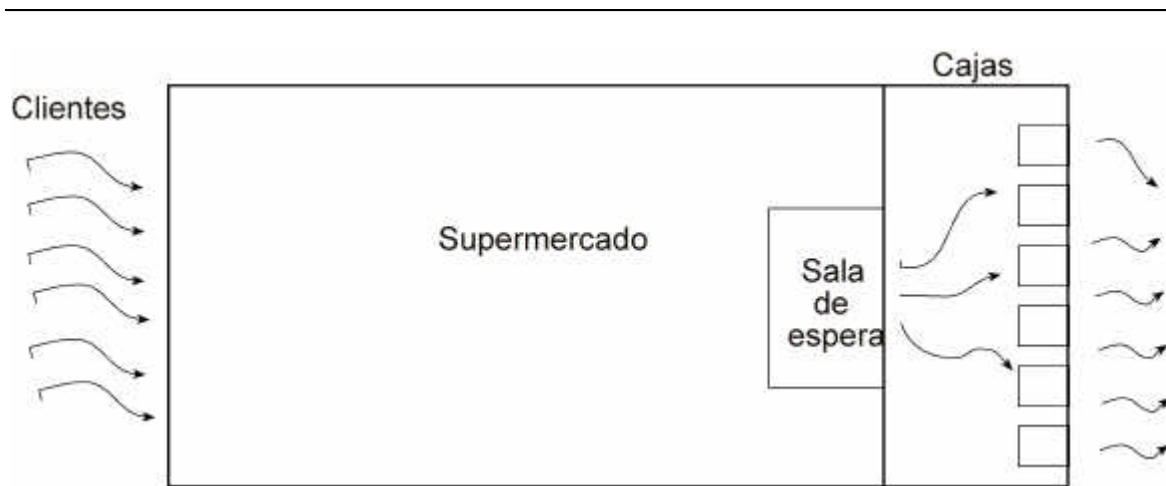 Cajas
Clientes
Supermercado
Sala
de
espera